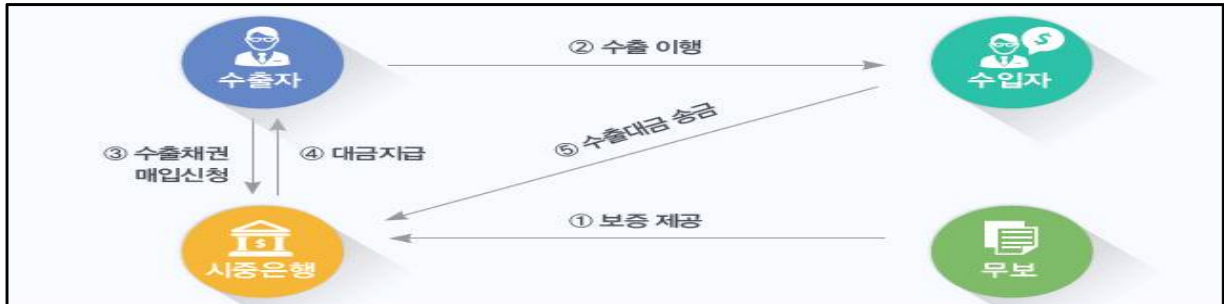 ② 수출 이행
수출자
수입자
⑤ 수출대금 송금
③ 수출채권
매입신청
④ 대금지급
① 보증 제공
시중은행
무보